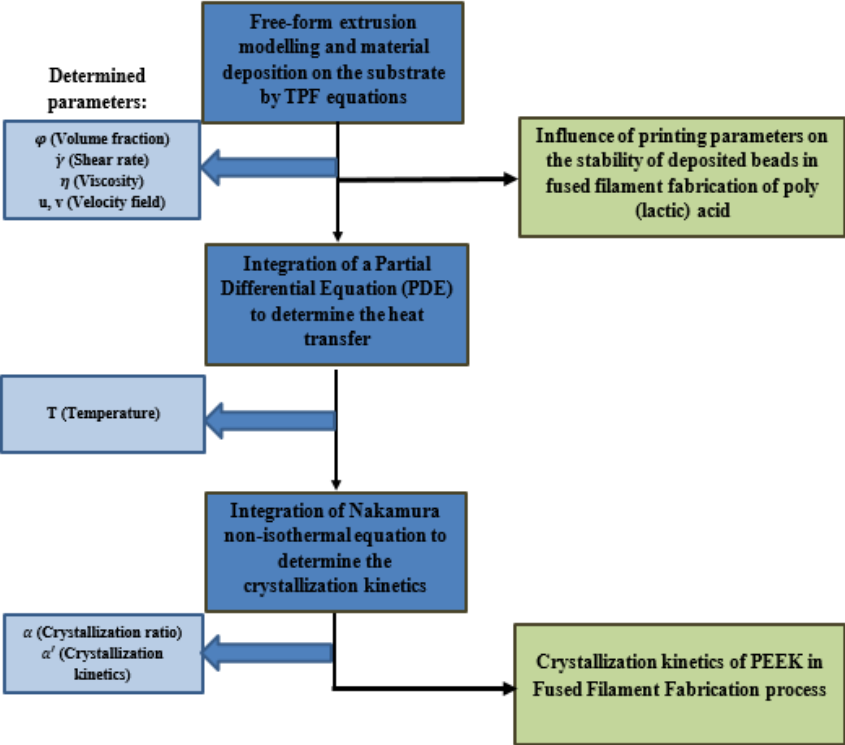 Free-form extrusion
modelling and material
deposition on the substrate
by TPF equations
Determined
parameters:
φ (Volume fraction)
γ̇ (Shear rate)
η (Viscosity)
u, v (Velocity field)
Influence of printing parameters on
the stability of deposited beads in
fused filament fabrication of poly
(lactic) acid
Integration of a Partial
Differential Equation (PDE)
to determine the heat
transfer
T (Temperature)
Integration of Nakamura
non-isothermal equation to
determine the
crystallization kinetics
α (Crystallization ratio)
α′ (Crystallization
kinetics)
Crystallization kinetics of PEEK in
Fused Filament Fabrication process